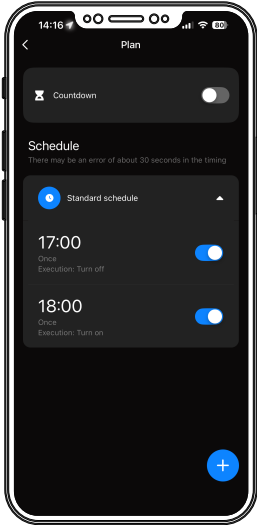 14:16
80
Plan
Countdown
Schedule
There may be an error of about 30 seconds in the timing
Standard schedule
17:00
Once
Execution: Turn off
18:00
Once
Execution: Turn on